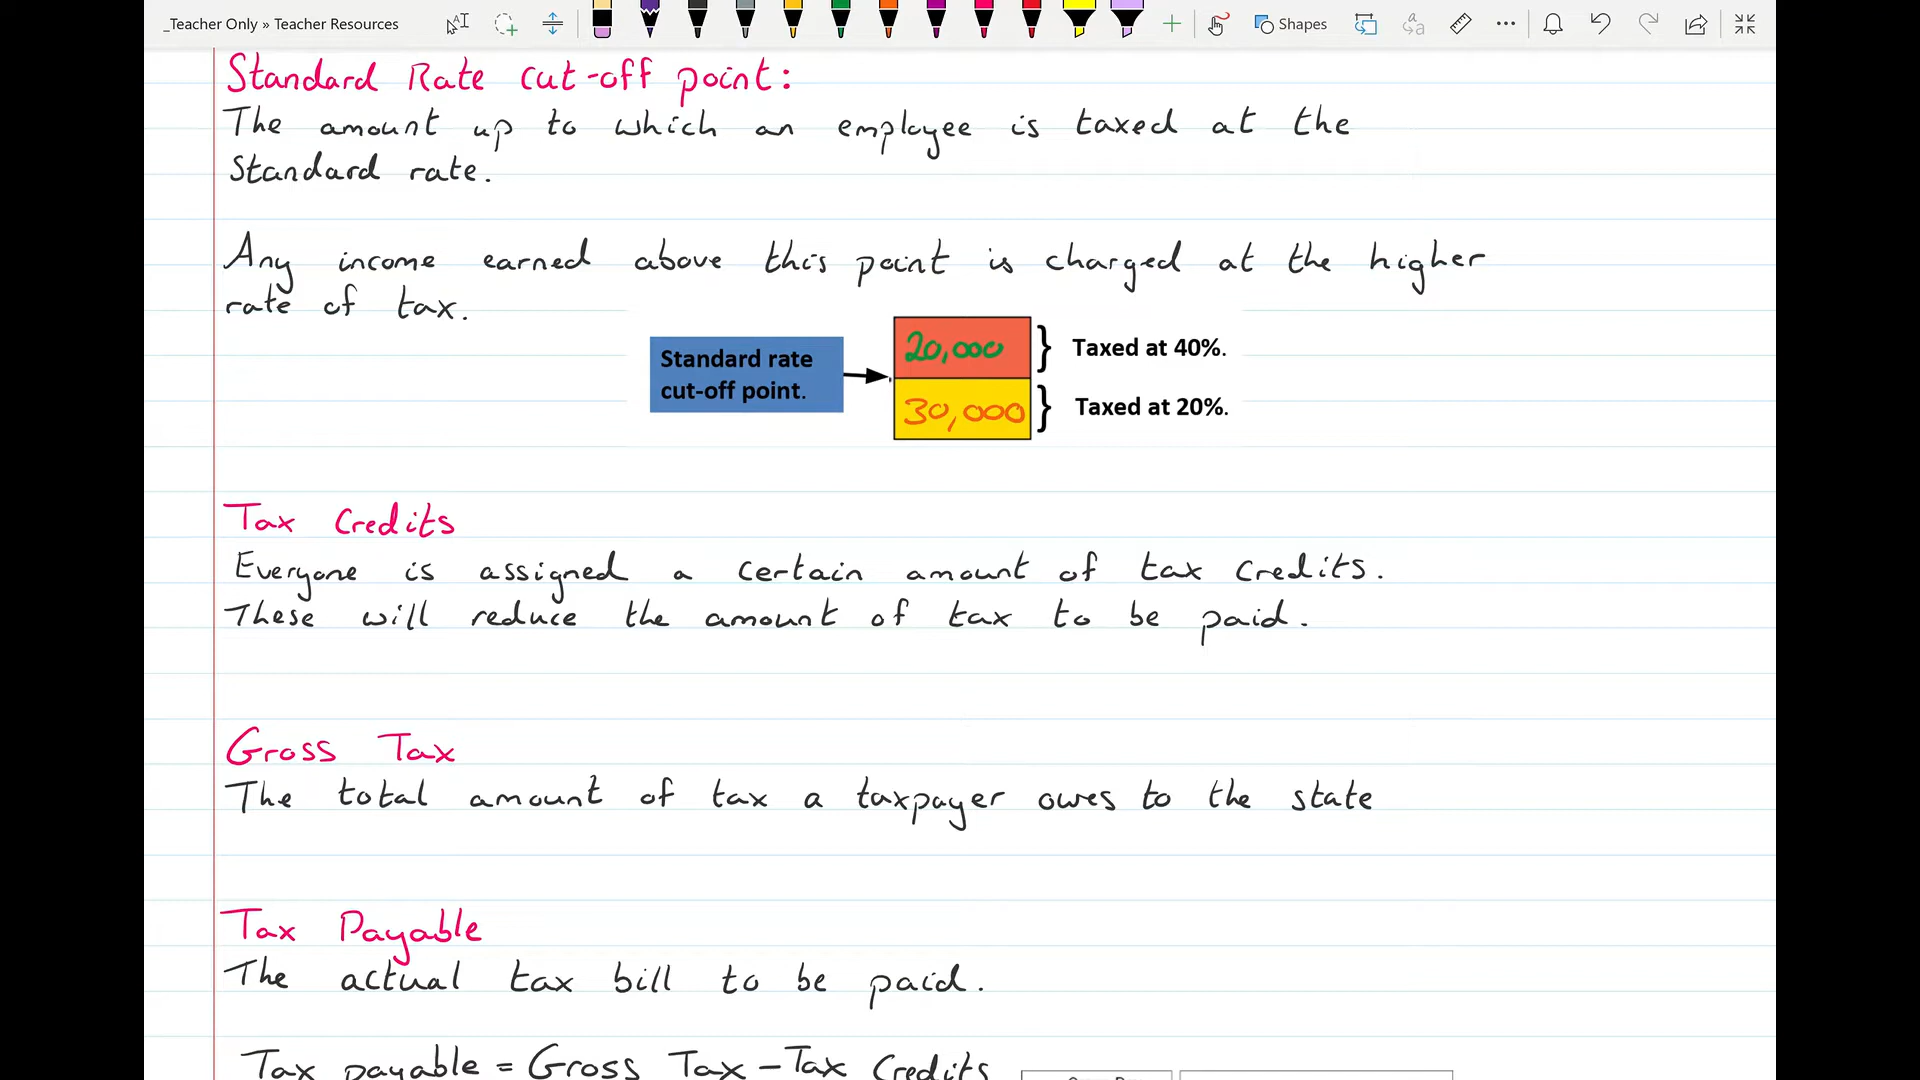 _Teacher Only » Teacher Resources
Shapes
Standard Rate cut-off point:
The amount up to which an employee is taxed at the
Standard rate.
Any income earned above this point is charged at the higher
rate of tax.
Standard rate
cut-off point.
20,000
Taxed at 40%.
30,000
Taxed at 20%.
Tax Credits
Everyone is assigned a certain amount of tax credits.
These will reduce the amount of tax to be paid.
Gross Tax
The total amount of tax a taxpayer owes to the state
Tax Payable
The actual tax bill to be paid.
Tax payable = Gross Tax – Tax Credits